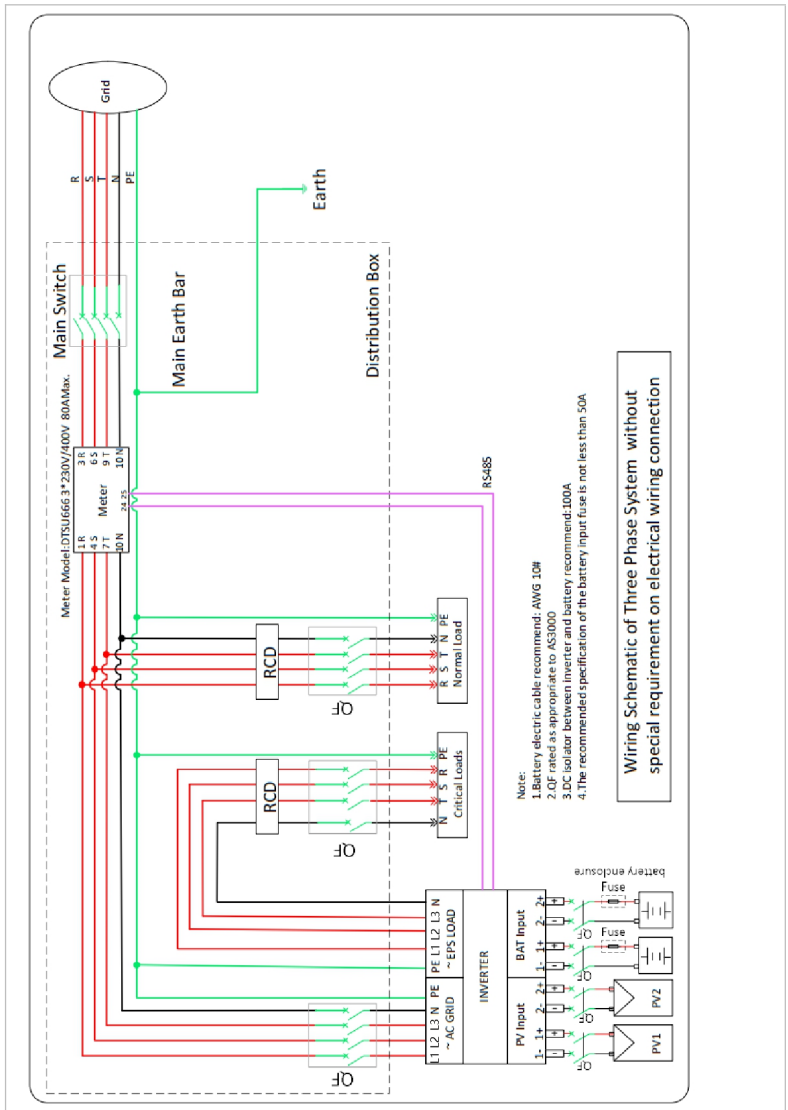 Grid
R
S
T
N
PE
Earth
Main Switch
Main Earth Bar
Distribution Box
Meter Model:DTSU666 3*230V/400V 80AMax.
3 R
6 S
9 T
10 N
Meter
24 25
1 R
4 S
7 T
10 N
RS485
RCD
QF
R S T N PE
Normal Load
RCD
QF
N T S R PE
Critical Loads
Note:
1.Battery electric cable recommend: AWG 10#
2.QF rated as appropriate to AS3000
3.DC isolator between inverter and battery recommend:100A
4.The recommended specification of the battery input fuse is not less than 50A
Wiring Schematic of Three Phase System without
special requirement on electrical wiring connection
QF
L1 L2 L3 N PE
~ AC GRID
PE L1 L2 L3 N
~ EPS LOAD
INVERTER
PV Input
BAT Input
1- 1+ 2- 2+
1- 1+ 2- 2+
- + - +
- + - +
QF
QF
QF
QF
Fuse
Fuse
battery enclosure
PV1
PV2